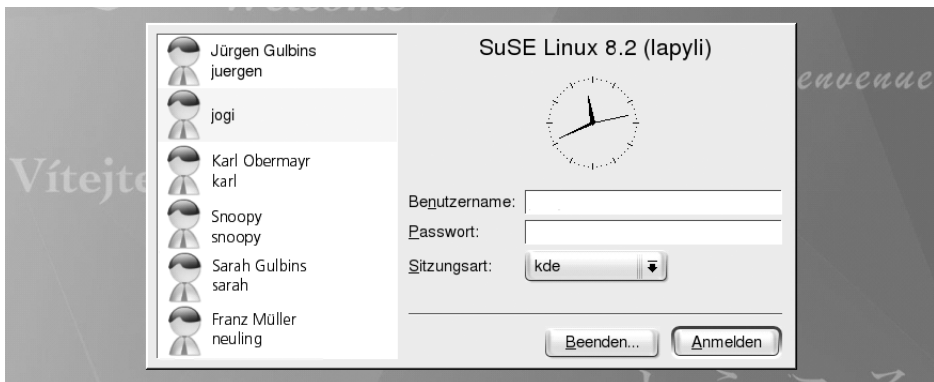 Welcome
Jürgen Gulbins
juergen
jogi
Karl Obermayr
karl
Snoopy
snoopy
Sarah Gulbins
sarah
Franz Müller
neuling
SuSE Linux 8.2 (lapyli)
Benutzername:
Passwort:
Sitzungsart:
kde
Beenden...
Anmelden
Vítejte
envenue